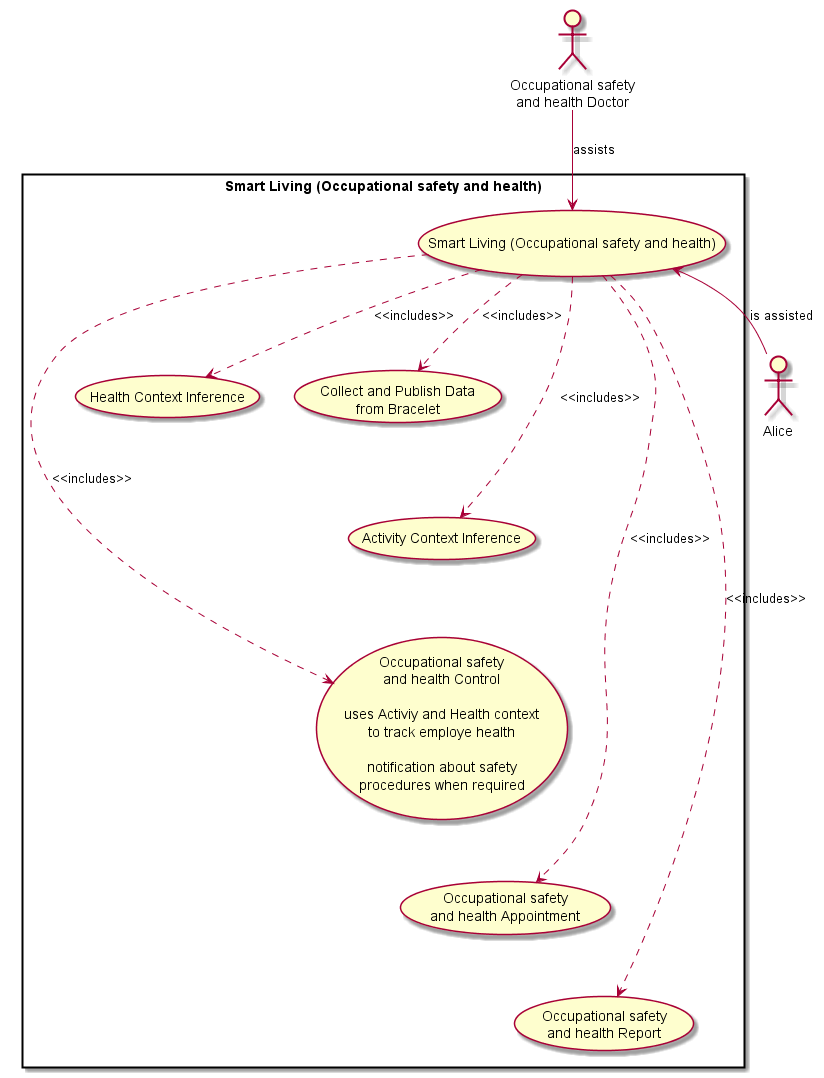 Occupational safety
and health Doctor
assists
Smart Living (Occupational safety and health)
Smart Living (Occupational safety and health)
<<includes>>
<<includes>>
is assisted
Health Context Inference
Collect and Publish Data
from Bracelet
<<includes>>
Alice
<<includes>>
Activity Context Inference
<<includes>>
<<includes>>
Occupational safety
and health Control
uses Activiy and Health context
to track employe health
notification about safety
procedures when required
Occupational safety
and health Appointment
Occupational safety
and health Report